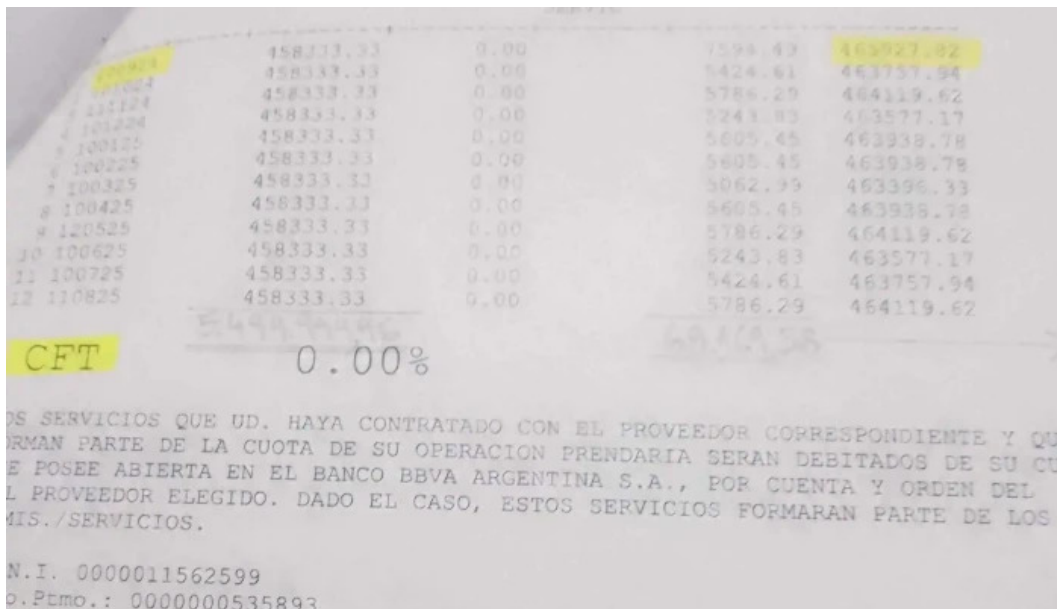 SERVIC
100924 458333.33 0.00 7594.49 465927.82
458333.33 0.00 5424.61 463757.94
111124 458333.33 0.00 5786.29 464119.62
101224 458333.33 0.00 5243.83 463577.17
100125 458333.33 0.00 5605.45 463938.78
6 100225 458333.33 0.00 5605.45 463938.78
7 100325 458333.33 0.00 5062.99 463396.33
8 100425 458333.33 0.00 5605.45 463938.78
9 120525 458333.33 0.00 5786.29 464119.62
10 100625 458333.33 0.00 5243.83 463577.17
11 100725 458333.33 0.00 5424.61 463757.94
12 110825 458333.33 0.00 5786.29 464119.62
CFT 0.00%
OS SERVICIOS QUE UD. HAYA CONTRATADO CON EL PROVEEDOR CORRESPONDIENTE Y QU
ORMAN PARTE DE LA CUOTA DE SU OPERACION PRENDARIA SERAN DEBITADOS DE SU CU
E POSEE ABIERTA EN EL BANCO BBVA ARGENTINA S.A., POR CUENTA Y ORDEN DEL
L PROVEEDOR ELEGIDO. DADO EL CASO, ESTOS SERVICIOS FORMARAN PARTE DE LOS
MIS./SERVICIOS.
N.I. 0000011562599
o.Ptmo.: 0000000535893